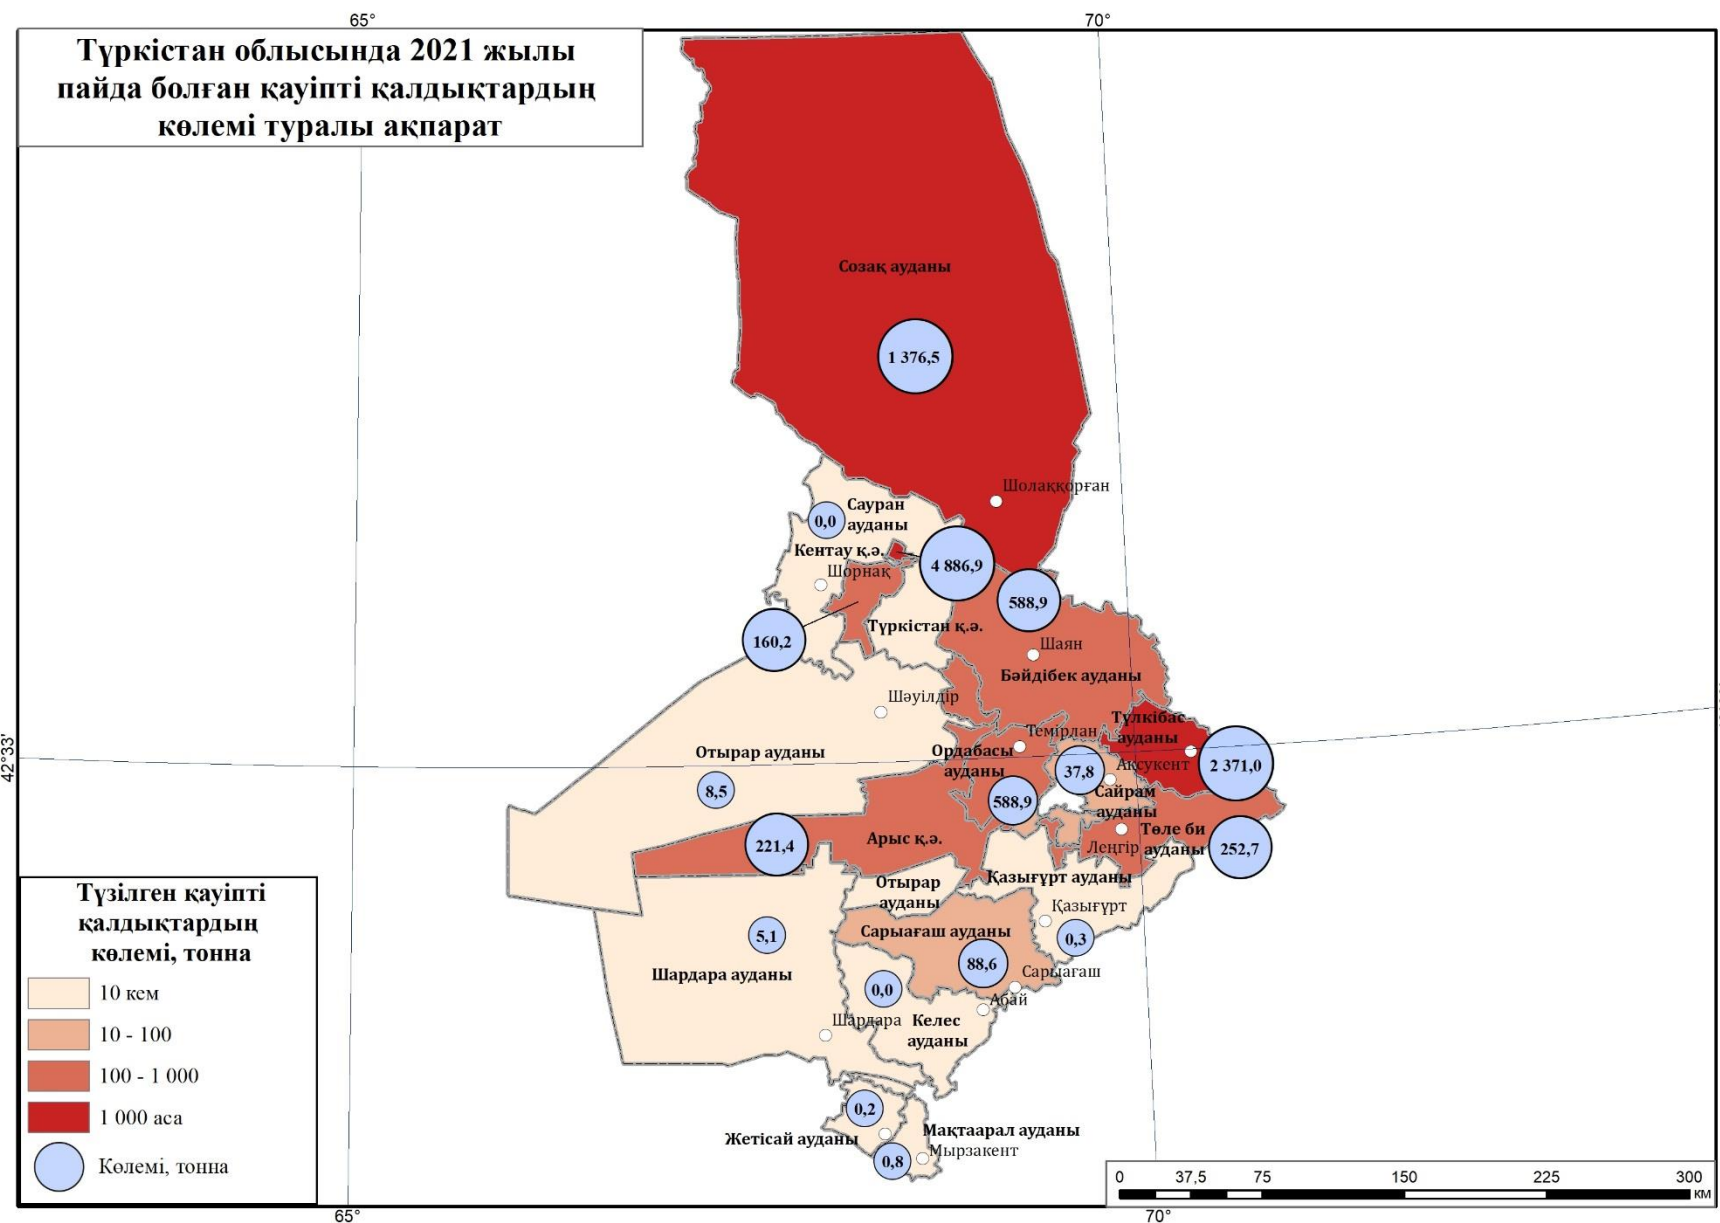 65°
70°
Түркістан облысында 2021 жылы
пайда болған қауіпті қалдықтардың
көлемі туралы ақпарат
Созақ ауданы
1 376,5
Шолаққорған
Сауран
ауданы
0,0
Кентау қ.ә.
4 886,9
Шорнақ
588,9
160,2
Түркістан қ.ә.
Шаян
Бәйдібек ауданы
Шәуілдір
Түлкібас
ауданы
Темірлан
Отырар ауданы
Ордабасы
ауданы
42°33'
2 371,0
Ақсукент
37,8
8,5
Сайрам
ауданы
588,9
Төле би
ауданы
Арыс қ.ә.
221,4
Леңгір
252,7
Қазығұрт ауданы
Отырар
ауданы
Қазығұрт
Сарыағаш ауданы
5,1
0,3
88,6
Шардара ауданы
Сарыағаш
0,0
Абай
Шардара
Келес
ауданы
0,2
Жетісай ауданы
Мақтаарал ауданы
Мырзакент
0,8
Түзілген қауіпті
қалдықтардың
көлемі, тонна
10 кем
10 - 100
100 - 1 000
1 000 аса
Көлемі, тонна
0 37,5 75 150 225 300
км
65°
70°